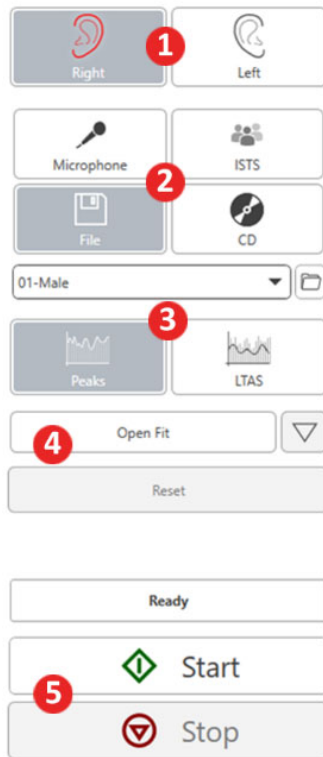 1
Right
Left
Microphone
ISTS
2
File
CD
01-Male
3
Peaks
LTAS
4
Open Fit
Reset
Ready
Start
5
Stop